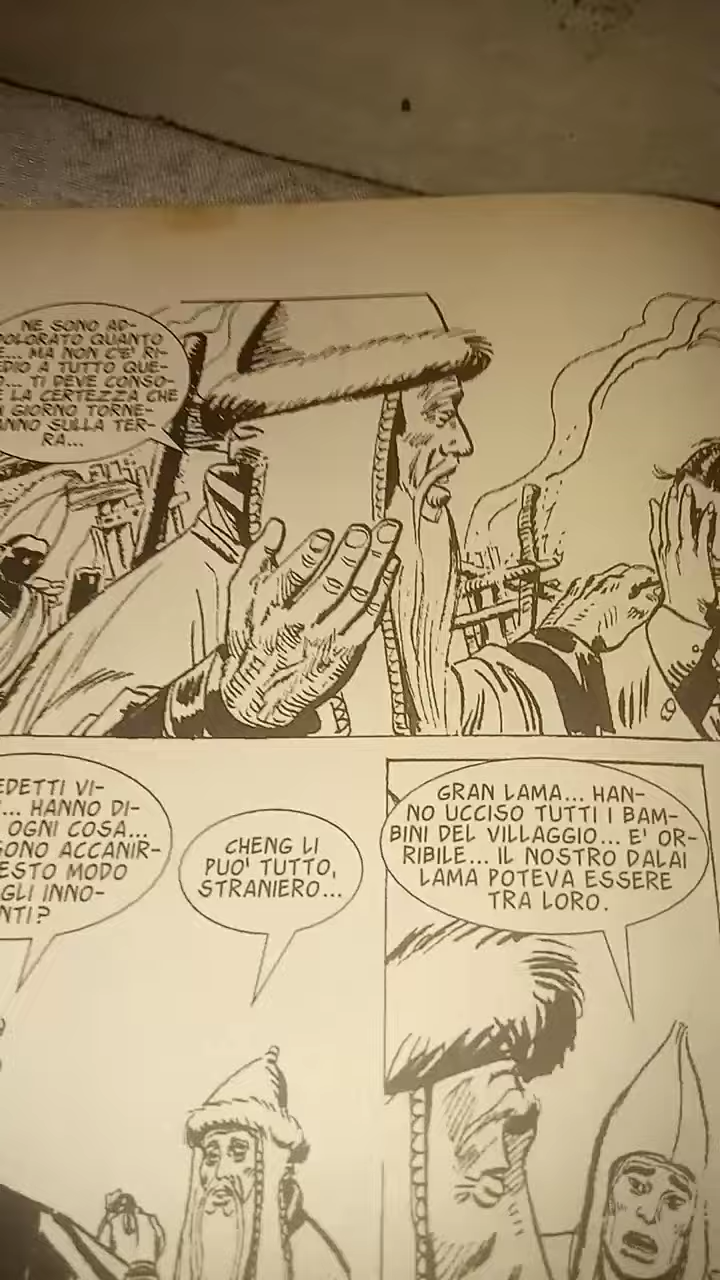 NE SONO AD-
DOLORATO QUANTO
E... MA NON C'E' RI-
EDIO A TUTTO QUE-
O... TI DEVE CONSO-
E LA CERTEZZA CHE
GIORNO TORNE-
ANNO SULLA TER-
RA...
EDETTI VI-
... HANNO DI-
OGNI COSA...
SONO ACCANIR-
ESTO MODO
GLI INNO-
NTI?
CHENG LI
PUO' TUTTO,
STRANIERO...
GRAN LAMA... HAN-
NO UCCISO TUTTI I BAM-
BINI DEL VILLAGGIO... E' OR-
RIBILE... IL NOSTRO DALAI
LAMA POTEVA ESSERE
TRA LORO.